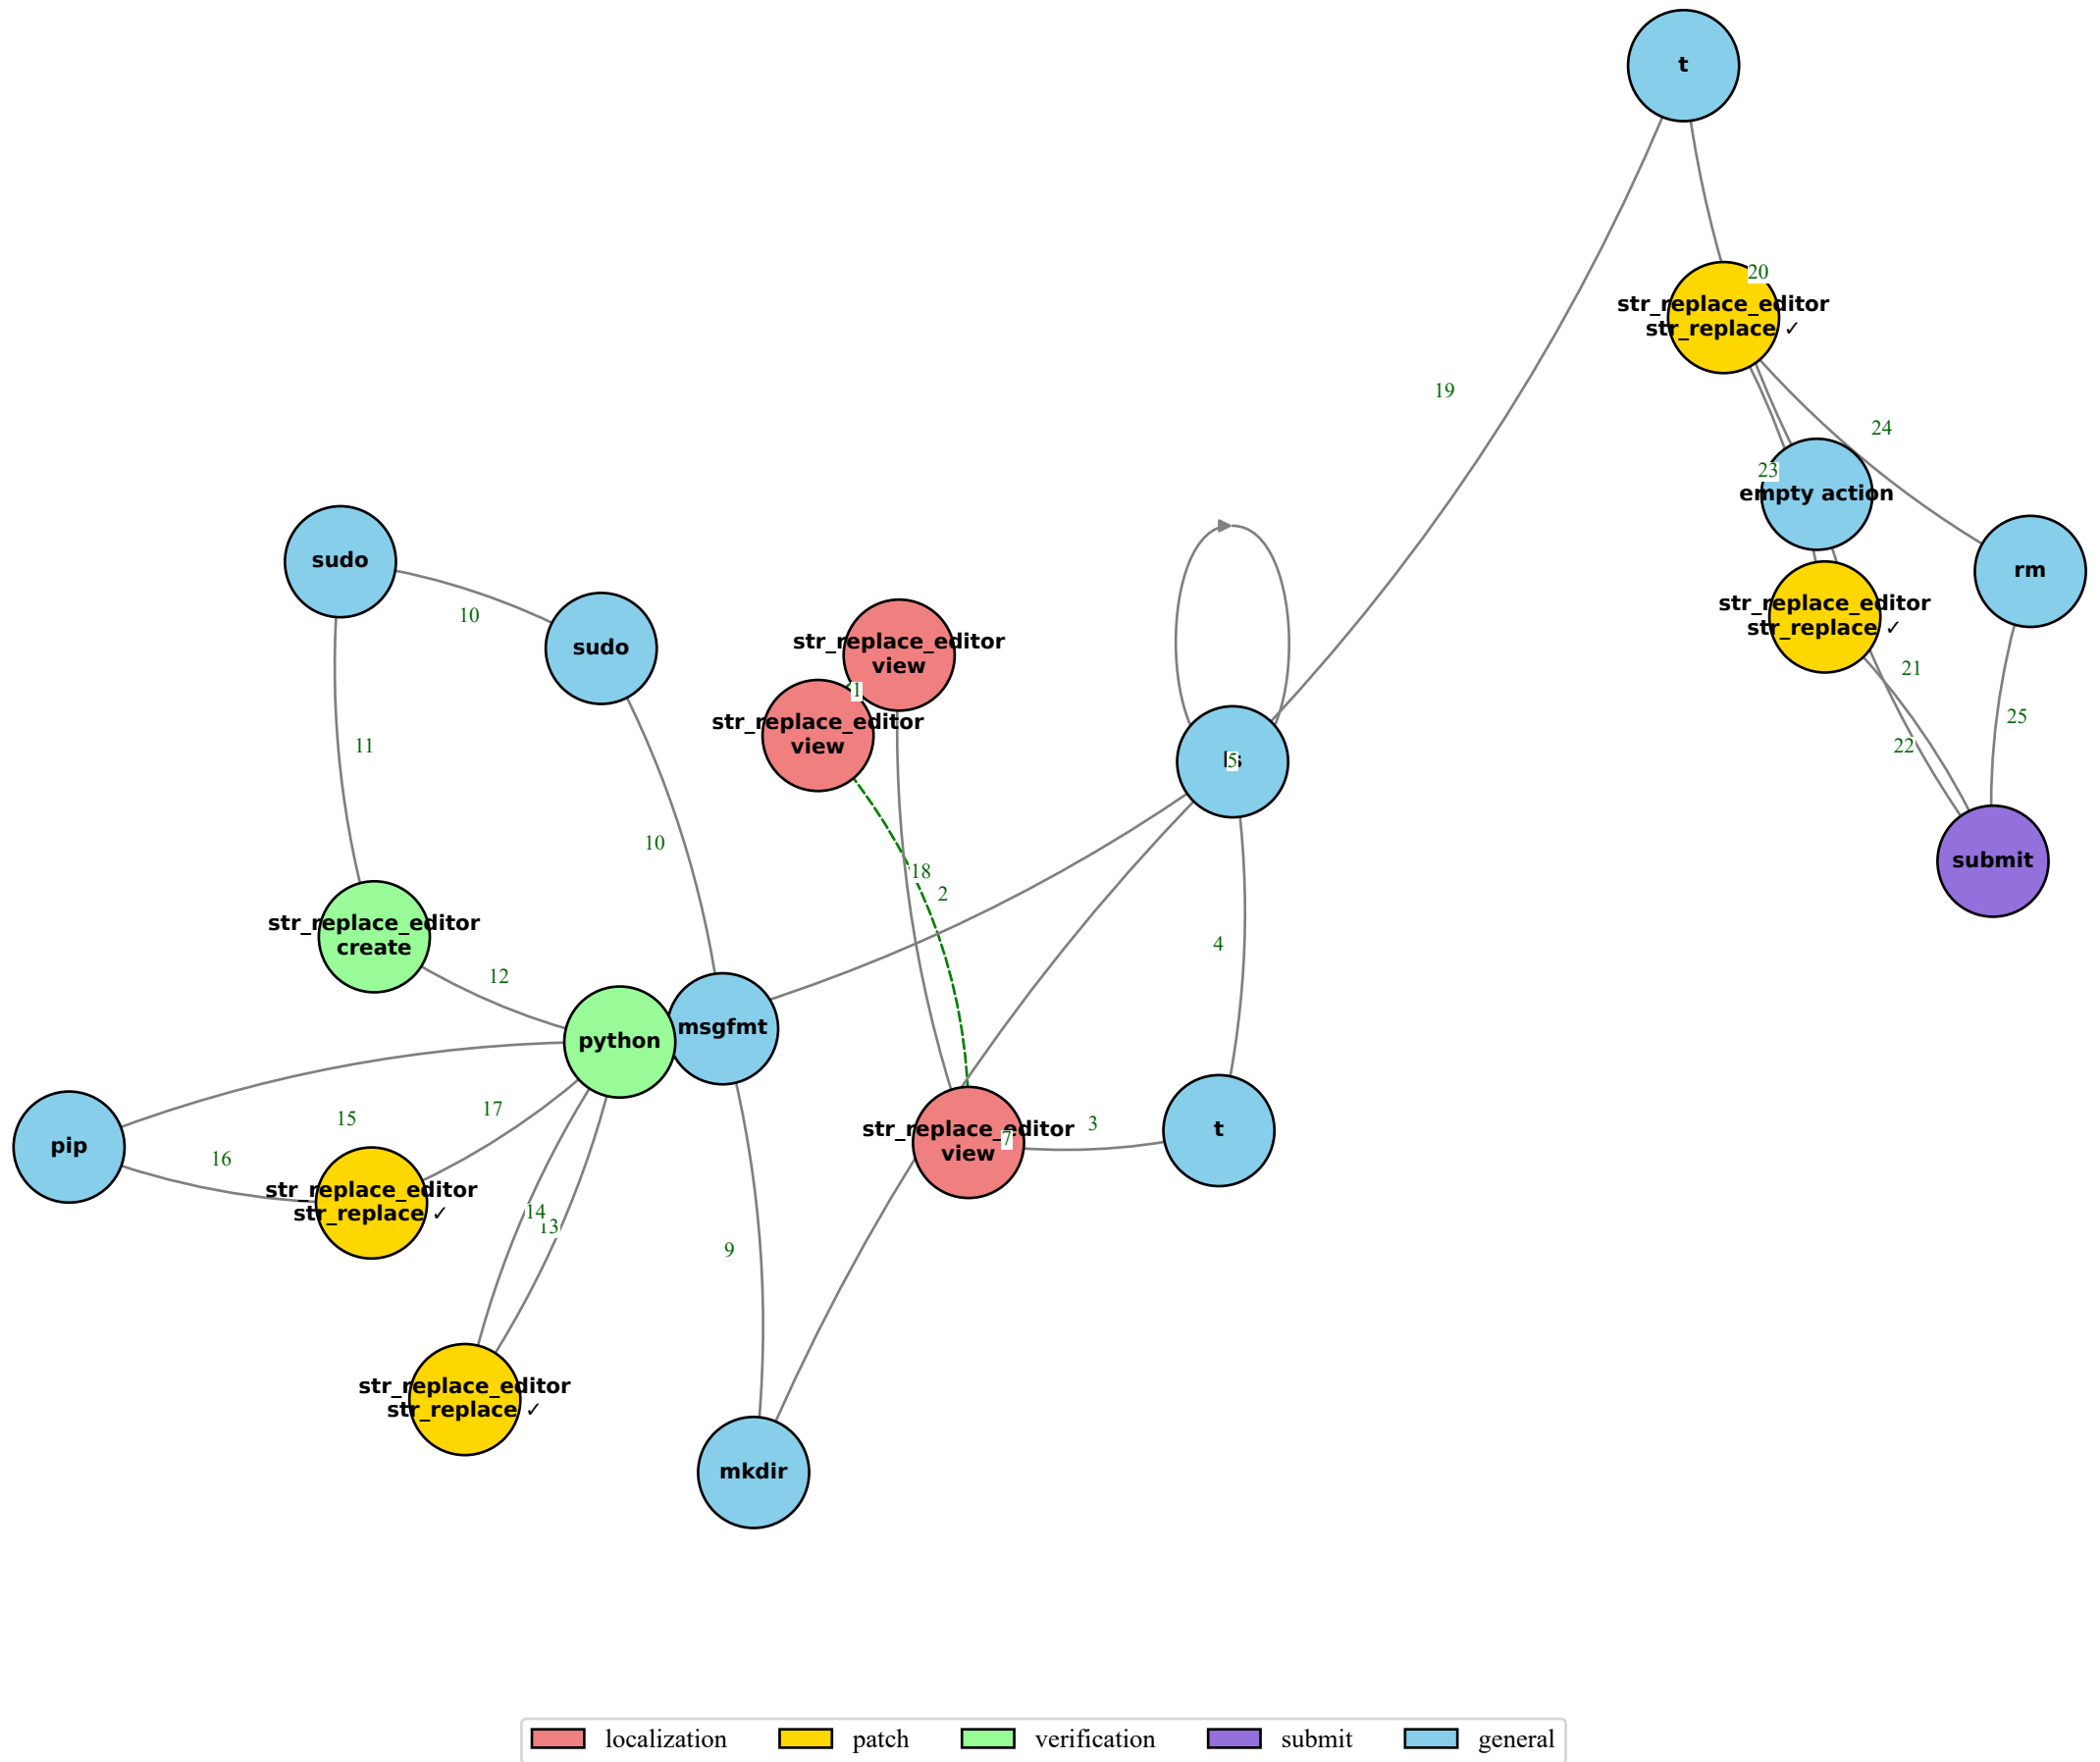 t
20
str_replace_editor
str_replace ✓
19
24
23
empty action
rm
sudo
str_replace_editor
str_replace ✓
10
sudo
str_replace_editor
view
21
1
str_replace_editor
view
25
11
22
5
10
submit
18
2
str_replace_editor
create
4
12
msgfmt
python
17
15
3
t
str_replace_editor
view
7
pip
16
str_replace_editor
str_replace ✓
14
13
9
str_replace_editor
str_replace ✓
mkdir
localization
patch
verification
submit
general